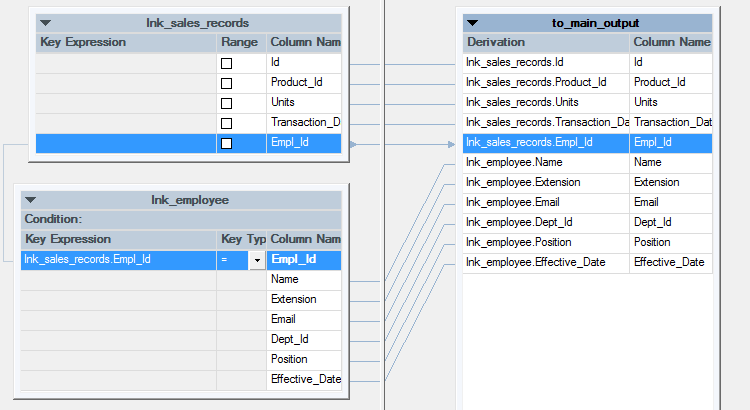 lnk_sales_records
Key Expression Range Column Nam
Id
Product_Id
Units
Transaction_D
Empl_Id
lnk_employee
Condition:
Key Expression Key Typ Column Nam
lnk_sales_records.Empl_Id = Empl_Id
Name
Extension
Email
Dept_Id
Position
Effective_Date
to_main_output
Derivation Column Name
lnk_sales_records.Id Id
lnk_sales_records.Product_Id Product_Id
lnk_sales_records.Units Units
lnk_sales_records.Transaction_Da Transaction_Dat
lnk_sales_records.Empl_Id Empl_Id
lnk_employee.Name Name
lnk_employee.Extension Extension
lnk_employee.Email Email
lnk_employee.Dept_Id Dept_Id
lnk_employee.Position Position
lnk_employee.Effective_Date Effective_Date